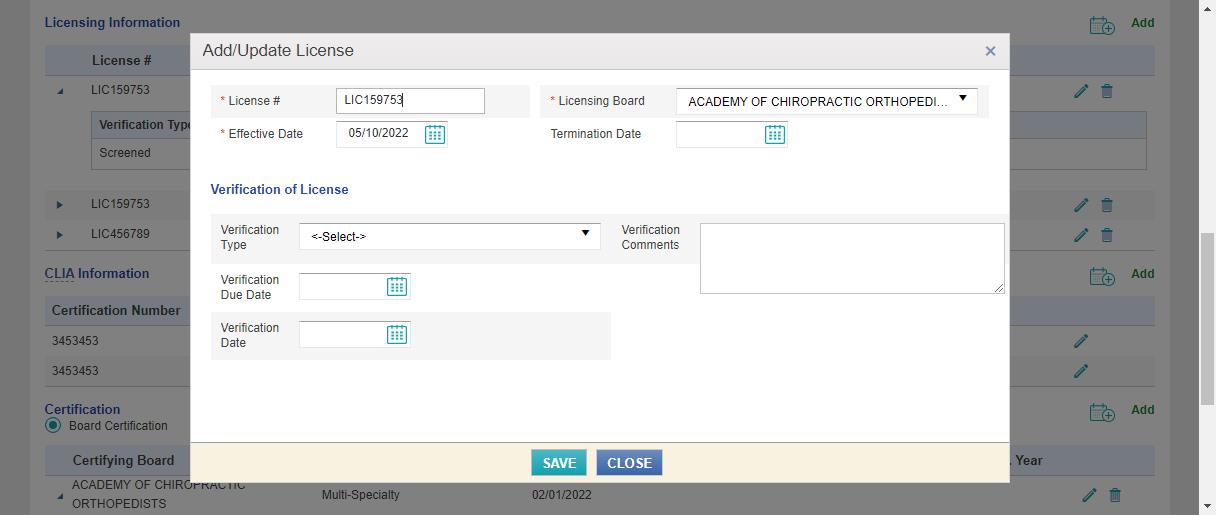 Licensing Information
Add
License #
LIC159753
Verification Type
Screened
LIC159753
LIC456789
CLIA Information
Add
Certification Number
3453453
3453453
Certification
Add
Board Certification
Certifying Board
. Year
ACADEMY OF CHIROPRACTIC
ORTHOPEDISTS
Multi-Specialty
02/01/2022
Add/Update License
×
* License #
LIC159753
* Licensing Board
ACADEMY OF CHIROPRACTIC ORTHOPEDI...
* Effective Date
05/10/2022
Termination Date
Verification of License
Verification
Type
<-Select->
Verification
Comments
Verification
Due Date
Verification
Date
SAVE
CLOSE